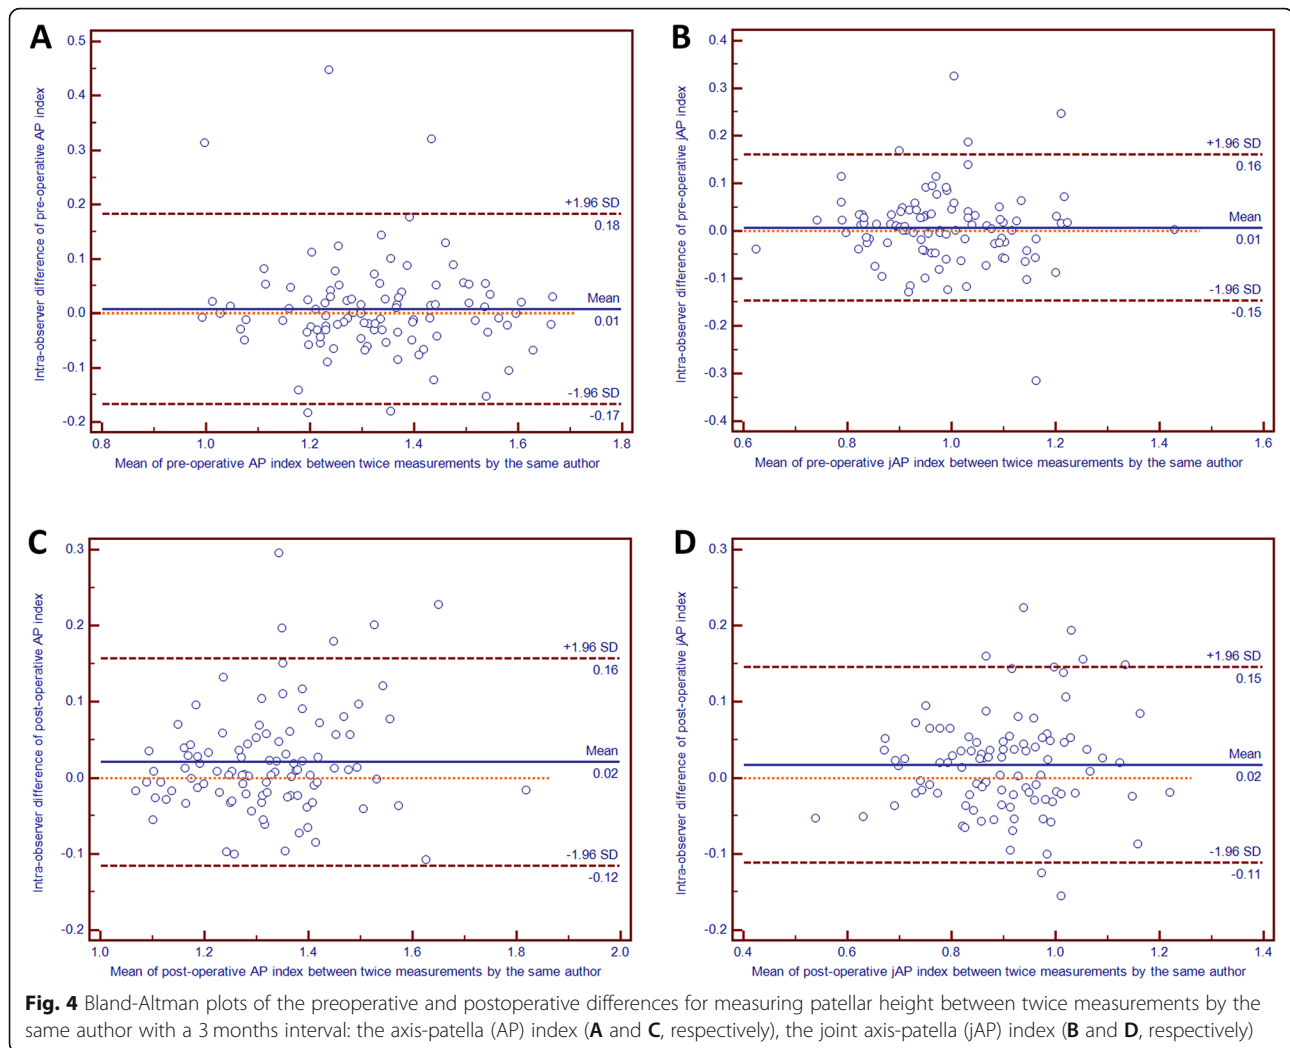 A
Intra-observer difference of pre-operative AP index
0.5
0.4
0.3
0.2
0.1
0.0
-0.1
-0.2
+1.96 SD
0.18
Mean
0.01
-1.96 SD
-0.17
0.8 1.0 1.2 1.4 1.6 1.8
Mean of pre-operative AP index between twice measurements by the same author
B
Intra-observer difference of pre-operative jAP index
0.4
0.3
0.2
0.1
0.0
-0.1
-0.2
-0.3
-0.4
+1.96 SD
0.16
Mean
0.01
-1.96 SD
-0.15
0.6 0.8 1.0 1.2 1.4 1.6
Mean of pre-operative jAP index between twice measurements by the same author
C
Intra-observer difference of post-operative AP index
0.3
0.2
0.1
0.0
-0.1
-0.2
+1.96 SD
0.16
Mean
0.02
-1.96 SD
-0.12
1.0 1.2 1.4 1.6 1.8 2.0
Mean of post-operative AP index between twice measurements by the same author
D
Intra-observer difference of post-operative jAP index
0.3
0.2
0.1
0.0
-0.1
-0.2
+1.96 SD
0.15
Mean
0.02
-1.96 SD
-0.11
0.4 0.6 0.8 1.0 1.2 1.4
Mean of post-operative jAP index between twice measurements by the same author
Fig. 4 Bland-Altman plots of the preoperative and postoperative differences for measuring patellar height between twice measurements by the
same author with a 3 months interval: the axis-patella (AP) index (A and C, respectively), the joint axis-patella (jAP) index (B and D, respectively)